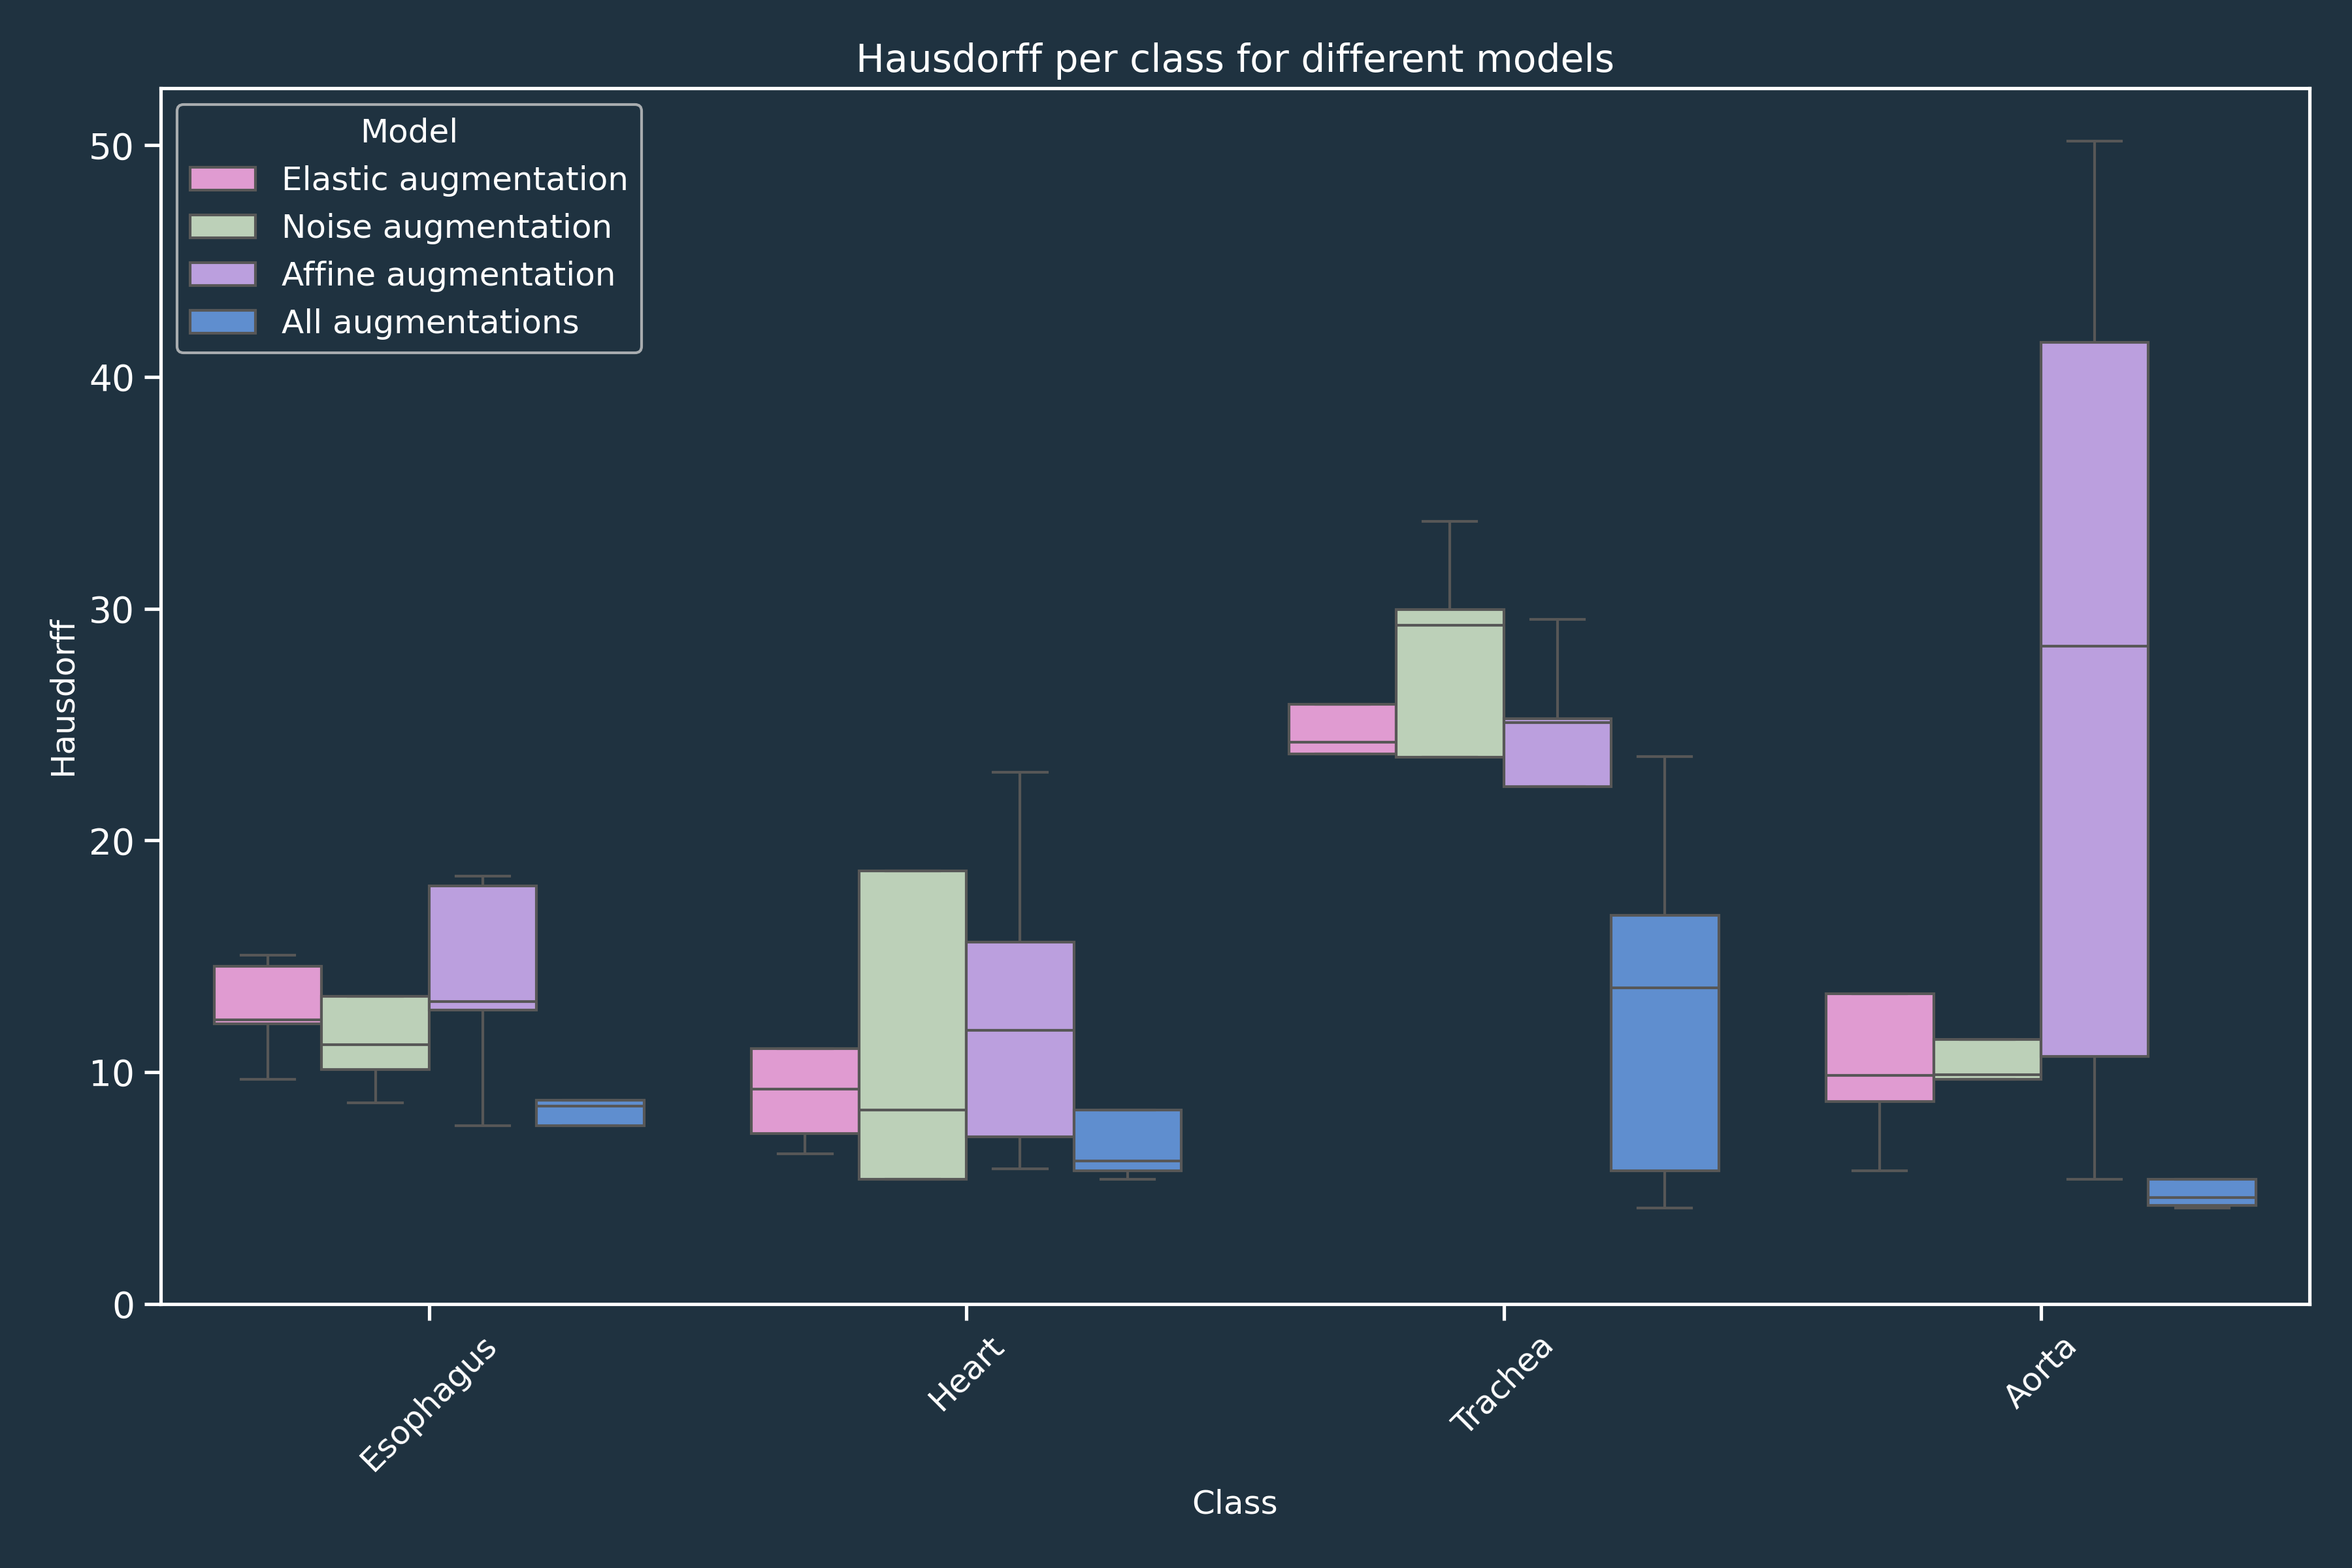 Hausdorff per class for different models
Model
Elastic augmentation
Noise augmentation
Affine augmentation
All augmentations
Hausdorff
50
40
30
20
10
0
Esophagus
Heart
Trachea
Aorta
Class